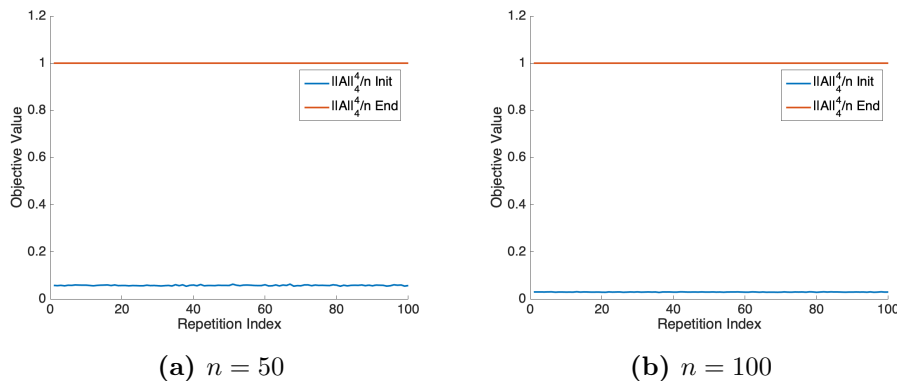 1.2
1
0.8
0.6
0.4
0.2
0
Objective Value
||A||₄⁴/n Init
||A||₄⁴/n End
0 20 40 60 80 100
Repetition Index
(a) n = 50
1.2
1
0.8
0.6
0.4
0.2
0
Objective Value
||A||₄⁴/n Init
||A||₄⁴/n End
0 20 40 60 80 100
Repetition Index
(b) n = 100